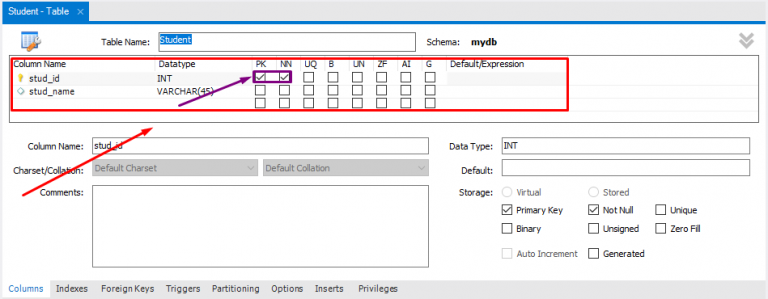 Student - Table ×
Table Name: Student Schema: mydb
Column Name Datatype PK NN UQ B UN ZF AI G Default/Expression
stud_id INT
stud_name VARCHAR(45)
Column Name: stud_id Data Type: INT
Charset/Collation: Default Charset Default Collation Default:
Comments: Storage: Virtual Stored
Primary Key Not Null Unique
Binary Unsigned Zero Fill
Auto Increment Generated
Columns Indexes Foreign Keys Triggers Partitioning Options Inserts Privileges